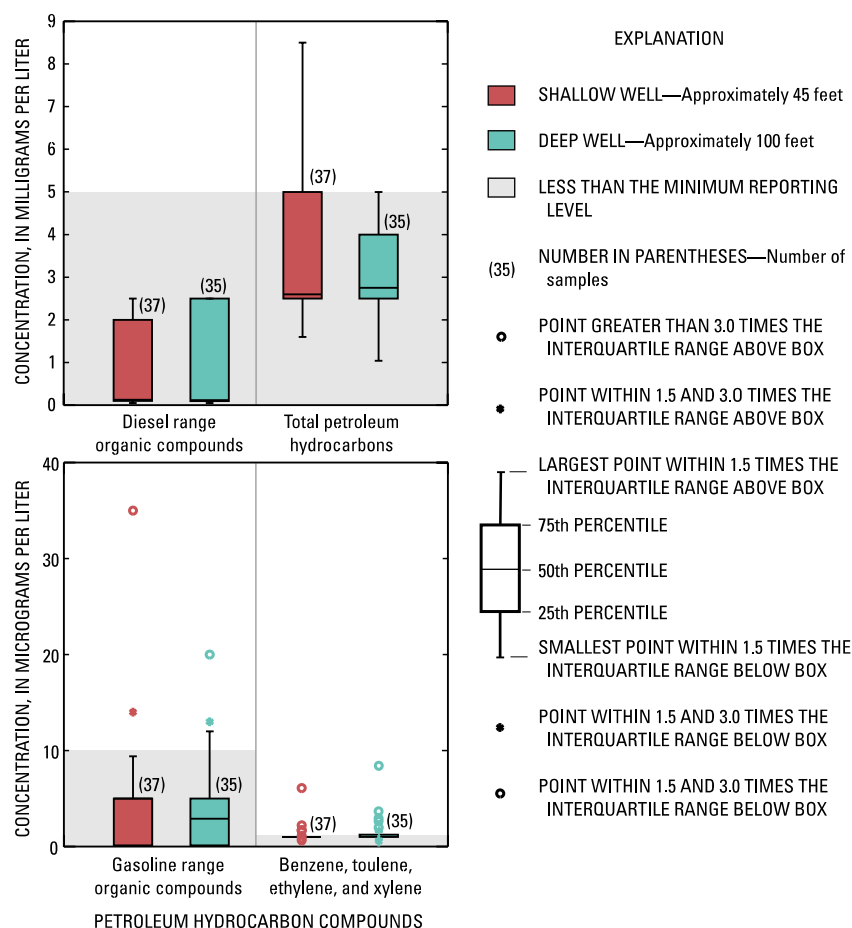 CONCENTRATION, IN MILLIGRAMS PER LITER
9
8
7
6
5
4
3
2
1
0
(37)
(35)
(37)
(35)
Diesel range
organic compounds
Total petroleum
hydrocarbons
CONCENTRATION, IN MICROGRAMS PER LITER
40
30
20
10
0
(37)
(35)
(37)
(35)
Gasoline range
organic compounds
Benzene, toulene,
ethylene, and xylene
PETROLEUM HYDROCARBON COMPOUNDS
EXPLANATION
SHALLOW WELL—Approximately 45 feet
DEEP WELL—Approximately 100 feet
LESS THAN THE MINIMUM REPORTING
LEVEL
(35) NUMBER IN PARENTHESES—Number of
samples
POINT GREATER THAN 3.0 TIMES THE
INTERQUARTILE RANGE ABOVE BOX
POINT WITHIN 1.5 AND 3.0 TIMES THE
INTERQUARTILE RANGE ABOVE BOX
LARGEST POINT WITHIN 1.5 TIMES THE
INTERQUARTILE RANGE ABOVE BOX
75th PERCENTILE
50th PERCENTILE
25th PERCENTILE
SMALLEST POINT WITHIN 1.5 TIMES THE
INTERQUARTILE RANGE BELOW BOX
POINT WITHIN 1.5 AND 3.0 TIMES THE
INTERQUARTILE RANGE BELOW BOX
POINT WITHIN 1.5 AND 3.0 TIMES THE
INTERQUARTILE RANGE BELOW BOX